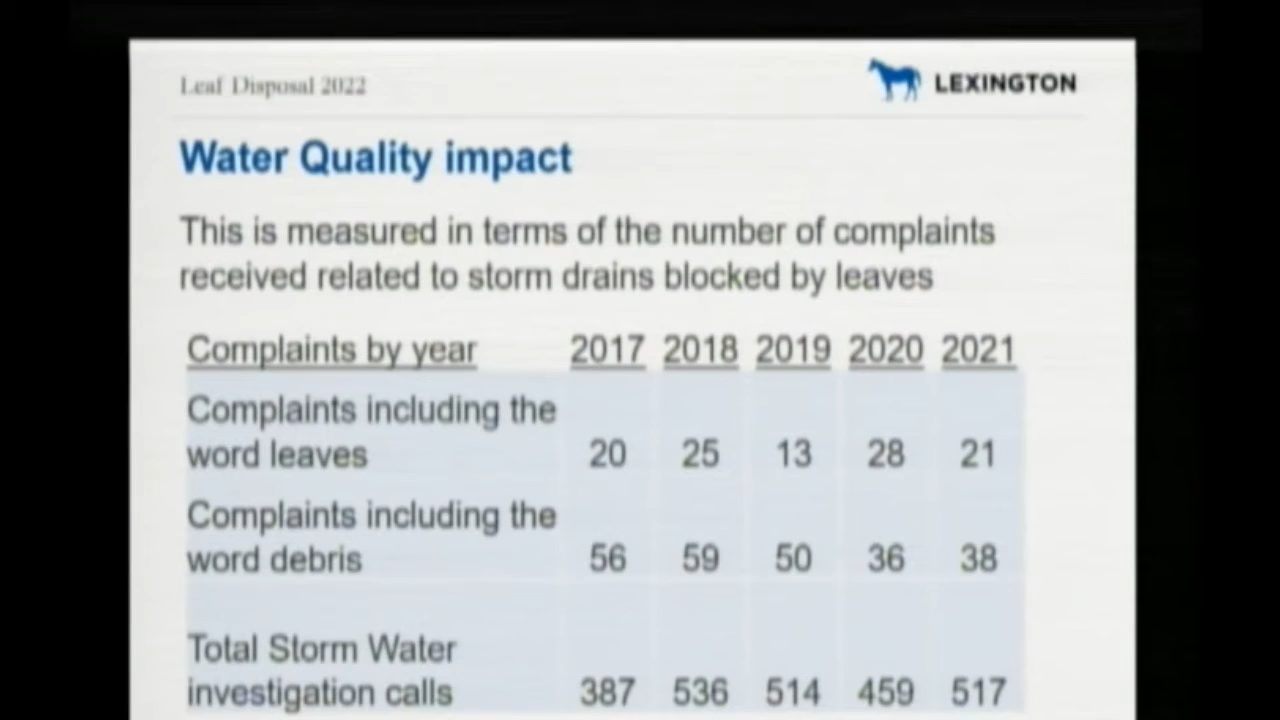 Leaf Disposal 2022
LEXINGTON
Water Quality impact
This is measured in terms of the number of complaints
received related to storm drains blocked by leaves
Complaints by year 2017 2018 2019 2020 2021
Complaints including the
word leaves 20 25 13 28 21
Complaints including the
word debris 56 59 50 36 38
Total Storm Water
investigation calls 387 536 514 459 517